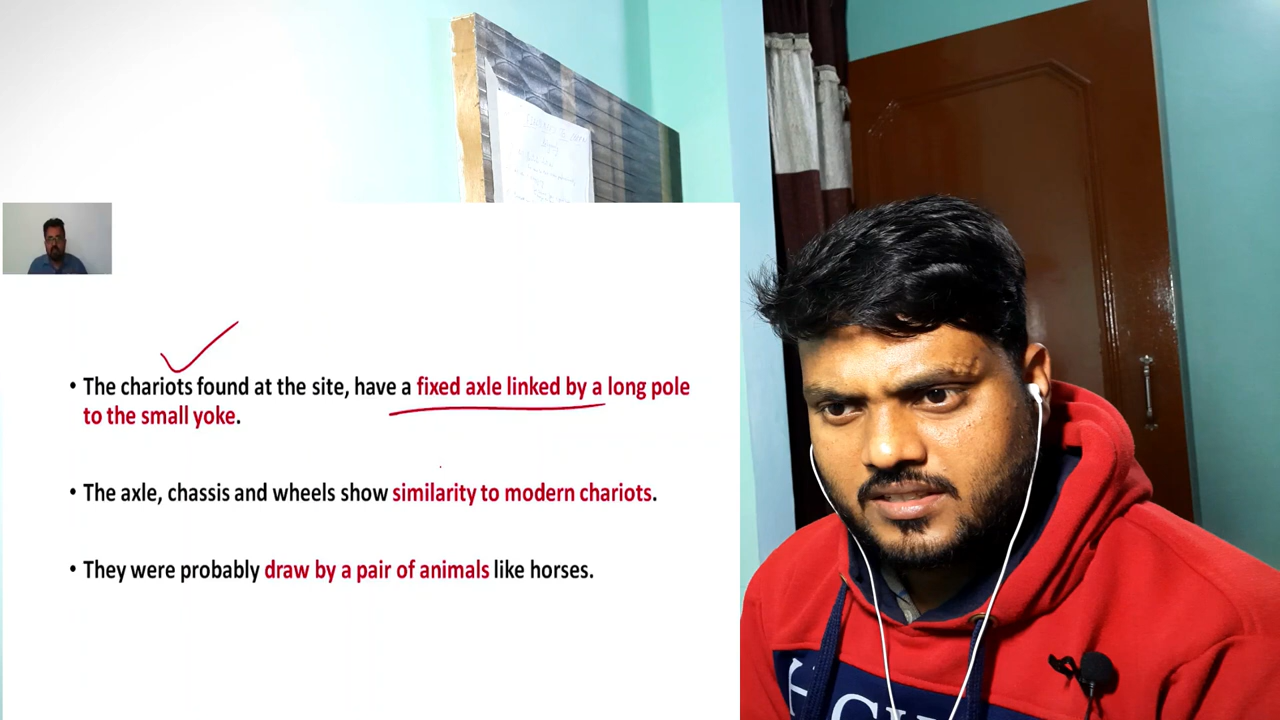 • The chariots found at the site, have a fixed axle linked by a long pole
to the small yoke.
• The axle, chassis and wheels show similarity to modern chariots.
• They were probably draw by a pair of animals like horses.